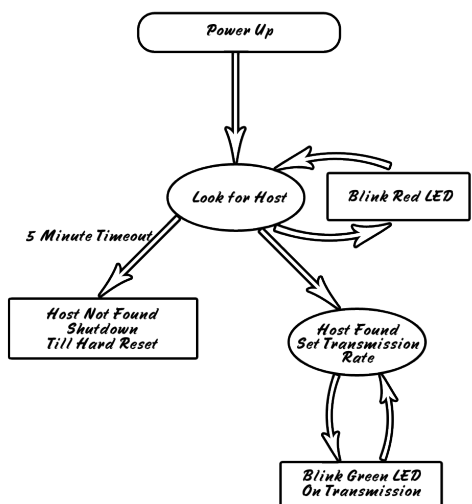 Power Up
Look for Host
Blink Red LED
5 Minute Timeout
Host Not Found
Shutdown
Till Hard Reset
Host Found
Set Transmission
Rate
Blink Green LED
On Transmission